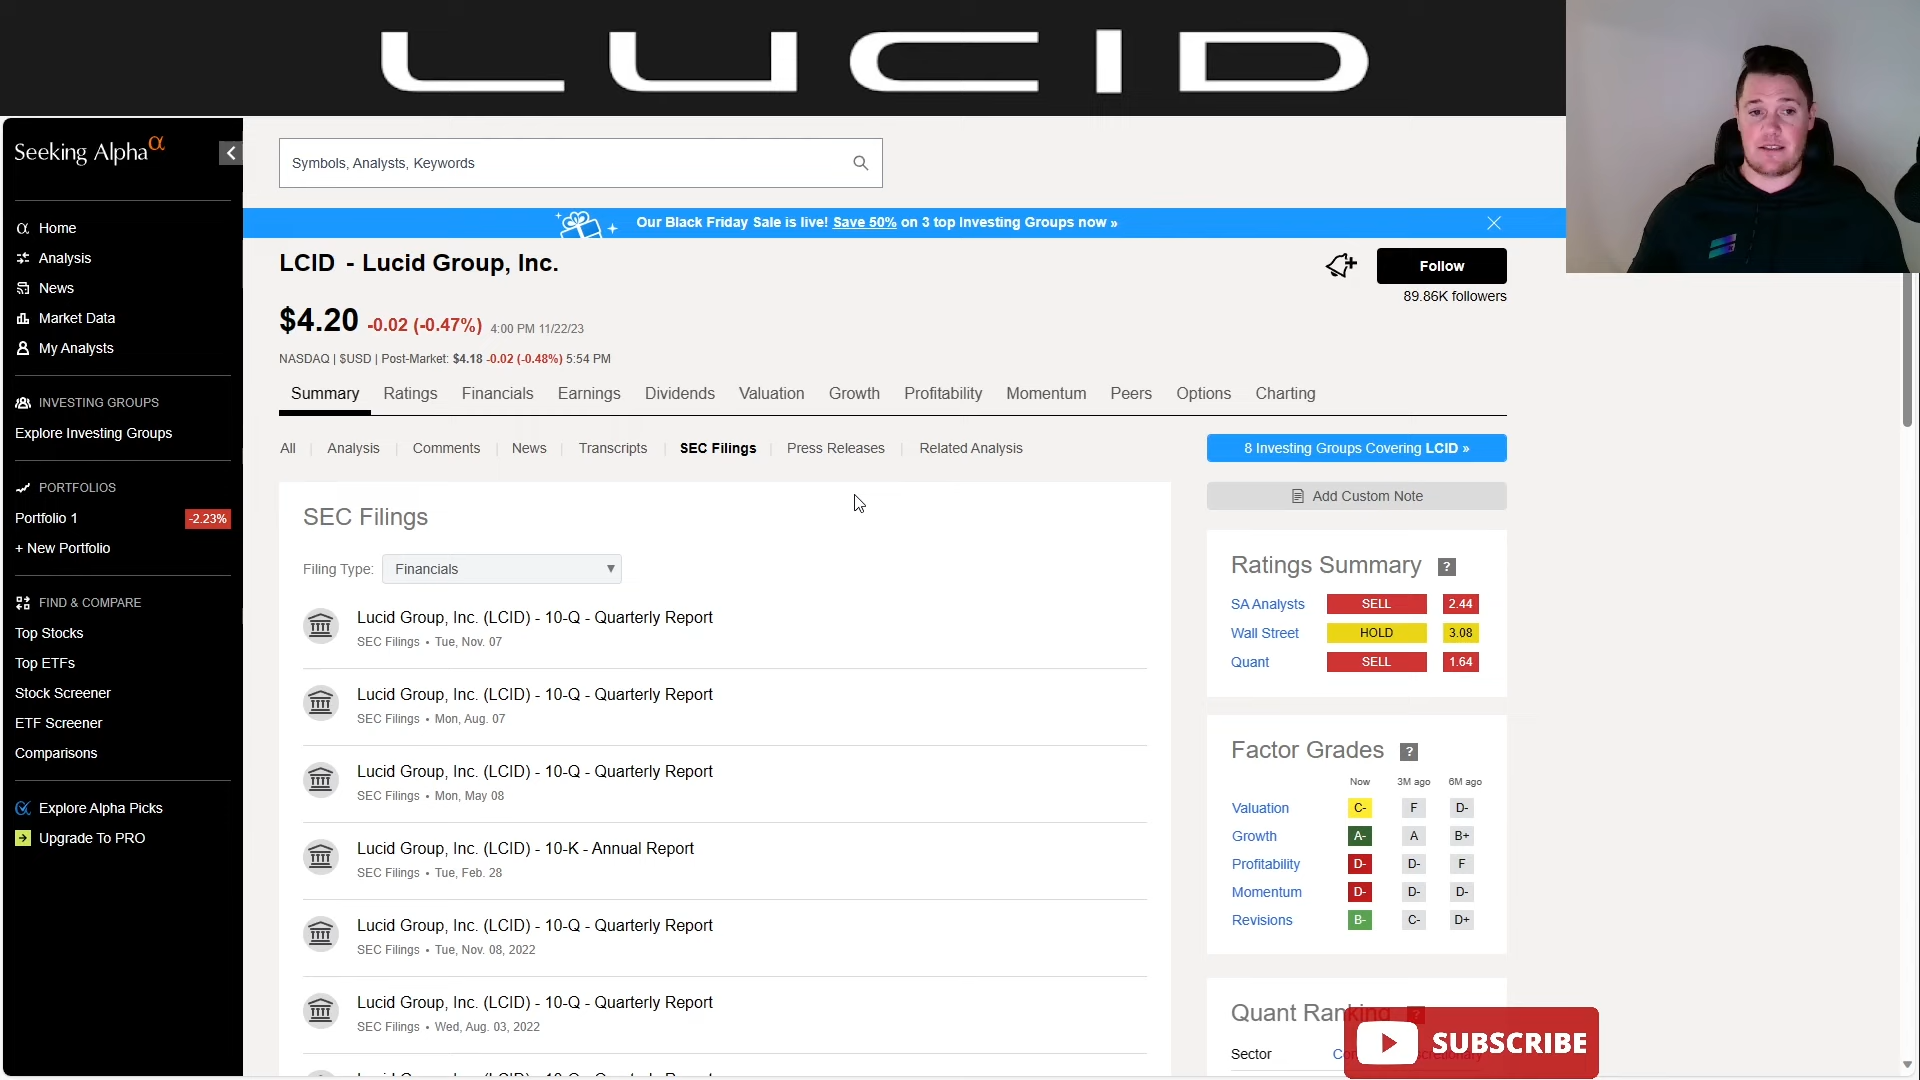 LUCID
Seeking Alpha α
Home
Analysis
News
Market Data
My Analysts
INVESTING GROUPS
Explore Investing Groups
PORTFOLIOS
Portfolio 1 -2.23%
+ New Portfolio
FIND & COMPARE
Top Stocks
Top ETFs
Stock Screener
ETF Screener
Comparisons
Explore Alpha Picks
Upgrade To PRO
Symbols, Analysts, Keywords
Our Black Friday Sale is live! Save 50% on 3 top Investing Groups now »
LCID - Lucid Group, Inc.
Follow
89.86K followers
$4.20 -0.02 (-0.47%) 4:00 PM 11/22/23
NASDAQ | $USD | Post-Market: $4.18 -0.02 (-0.48%) 5:54 PM
Summary Ratings Financials Earnings Dividends Valuation Growth Profitability Momentum Peers Options Charting
All | Analysis | Comments | News | Transcripts | SEC Filings | Press Releases | Related Analysis
SEC Filings
Filing Type: Financials
Lucid Group, Inc. (LCID) - 10-Q - Quarterly Report
SEC Filings • Tue, Nov. 07
Lucid Group, Inc. (LCID) - 10-Q - Quarterly Report
SEC Filings • Mon, Aug. 07
Lucid Group, Inc. (LCID) - 10-Q - Quarterly Report
SEC Filings • Mon, May 08
Lucid Group, Inc. (LCID) - 10-K - Annual Report
SEC Filings • Tue, Feb. 28
Lucid Group, Inc. (LCID) - 10-Q - Quarterly Report
SEC Filings • Tue, Nov. 08, 2022
Lucid Group, Inc. (LCID) - 10-Q - Quarterly Report
SEC Filings • Wed, Aug. 03, 2022
8 Investing Groups Covering LCID »
Add Custom Note
Ratings Summary ?
SA Analysts SELL 2.44
Wall Street HOLD 3.08
Quant SELL 1.64
Factor Grades ?
Now 3M ago 6M ago
Valuation C- F D-
Growth A- A B+
Profitability D- D- F
Momentum D- D- D-
Revisions B- C- D+
Quant Ranking ?
Sector
SUBSCRIBE